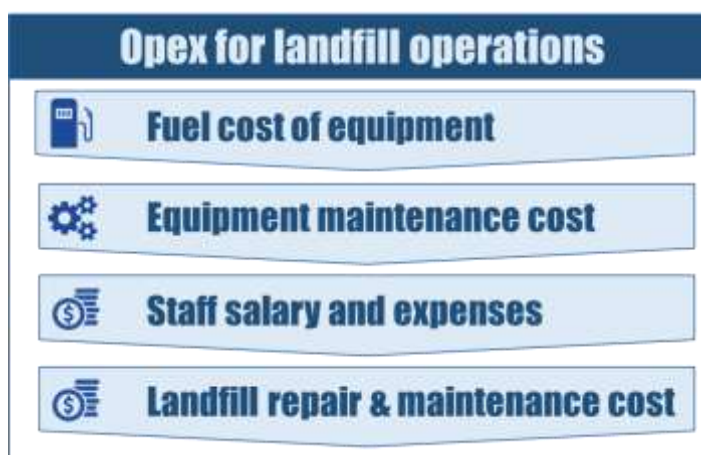 Opex for landfill operations
Fuel cost of equipment
Equipment maintenance cost
Staff salary and expenses
Landfill repair & maintenance cost